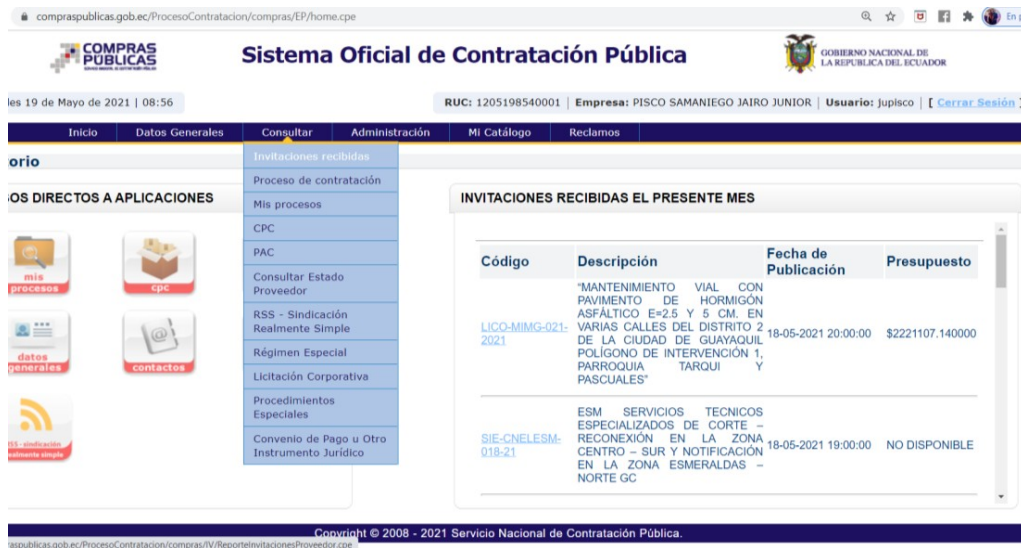 compraspublicas.gob.ec/ProcesoContratacion/compras/EP/home.cpe
En p
COMPRAS
PÚBLICAS
Sistema Oficial de Contratación Pública
GOBIERNO NACIONAL DE
LA REPUBLICA DEL ECUADOR
les 19 de Mayo de 2021 | 08:56
RUC: 1205198540001 | Empresa: PISCO SAMANIEGO JAIRO JUNIOR | Usuario: jupisco | [ Cerrar Sesión ]
Inicio Datos Generales Consultar Administración Mi Catálogo Reclamos
orio
Invitaciones recibidas
Proceso de contratación
Mis procesos
CPC
PAC
Consultar Estado
Proveedor
RSS - Sindicación
Realmente Simple
Régimen Especial
Licitación Corporativa
Procedimientos
Especiales
Convenio de Pago u Otro
Instrumento Jurídico
OS DIRECTOS A APLICACIONES
mis
procesos
cpc
datos
generales
contactos
RSS - sindicación
realmente simple
INVITACIONES RECIBIDAS EL PRESENTE MES
Código Descripción Fecha de Publicación Presupuesto
LICO-MIMG-021-
2021
"MANTENIMIENTO VIAL CON
PAVIMENTO DE HORMIGÓN
ASFÁLTICO E=2.5 Y 5 CM. EN
VARIAS CALLES DEL DISTRITO 2
DE LA CIUDAD DE GUAYAQUIL
POLÍGONO DE INTERVENCIÓN 1,
PARROQUIA TARQUI Y
PASCUALES"
18-05-2021 20:00:00
$2221107.140000
SIE-CNELESM-
018-21
ESM SERVICIOS TECNICOS
ESPECIALIZADOS DE CORTE –
RECONEXIÓN EN LA ZONA
CENTRO – SUR Y NOTIFICACIÓN
EN LA ZONA ESMERALDAS –
NORTE GC
18-05-2021 19:00:00
NO DISPONIBLE
Copyright © 2008 - 2021 Servicio Nacional de Contratación Pública.
raspublicas.gob.ec/ProcesoContratacion/compras/IV/ReporteInvitacionesProveedor.cpe